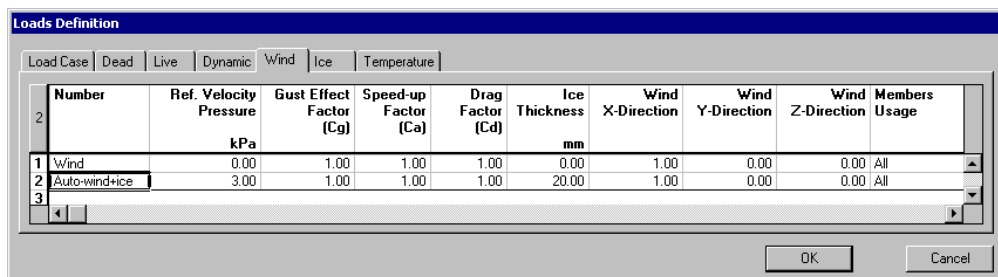 Loads Definition
Load Case Dead Live Dynamic Wind Ice Temperature
2 Number Ref. Velocity Pressure kPa Gust Effect Factor (Cg) Speed-up Factor (Ca) Drag Factor (Cd) Ice Thickness mm Wind X-Direction Wind Y-Direction Wind Z-Direction Members Usage
1 Wind 0.00 1.00 1.00 1.00 0.00 1.00 0.00 0.00 All
2 Auto-wind+ice 3.00 1.00 1.00 1.00 20.00 1.00 0.00 0.00 All
3
OK Cancel